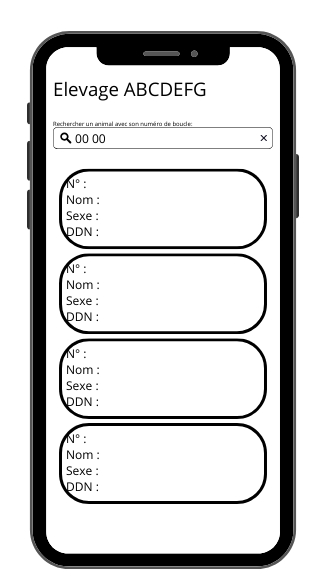 Elevage ABCDEFG
Rechercher un animal avec son numéro de boucle:
00 00 ×
N° :
Nom :
Sexe :
DDN :
N° :
Nom :
Sexe :
DDN :
N° :
Nom :
Sexe :
DDN :
N° :
Nom :
Sexe :
DDN :